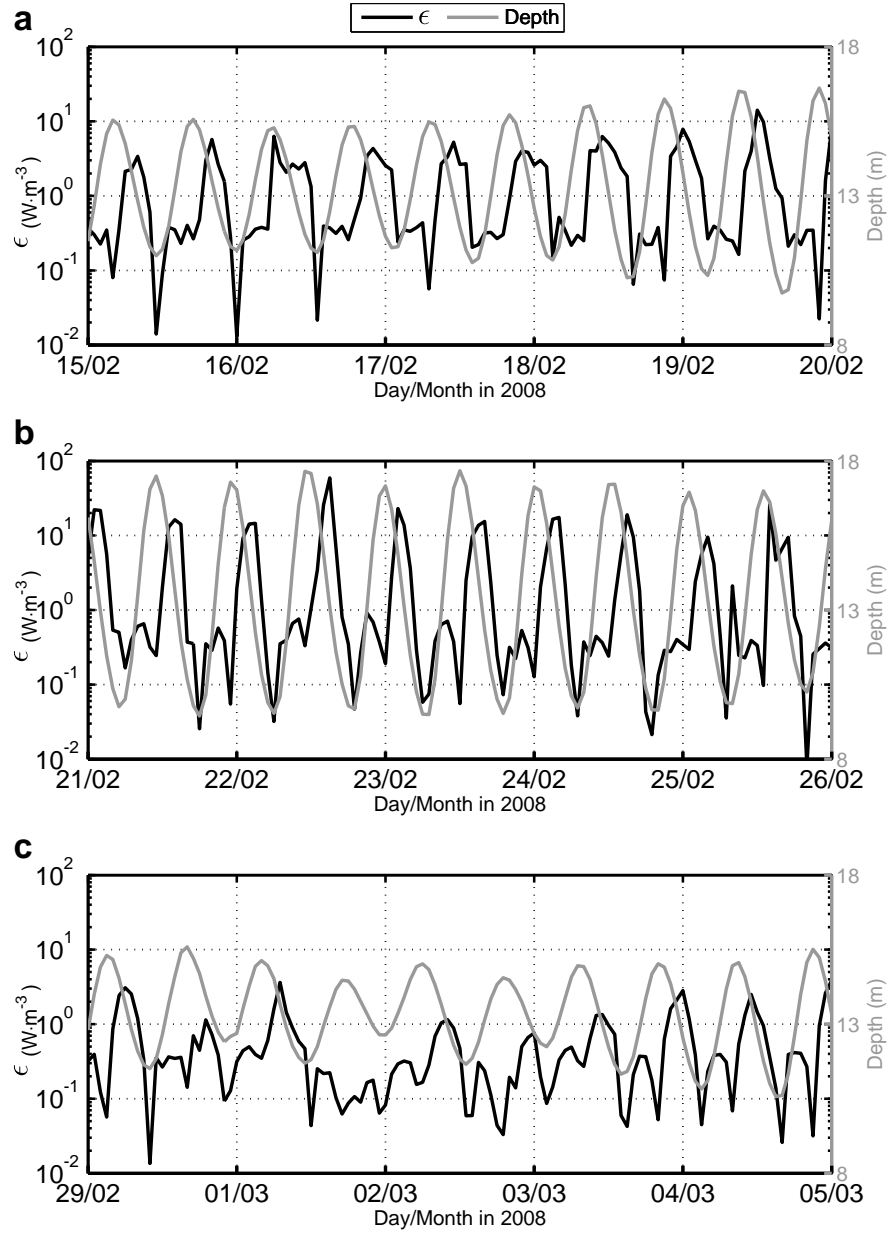 a
ϵ Depth
10² 18
10¹
10⁰ 13
10⁻¹
10⁻² 8
ϵ (W·m⁻³)
Depth (m)
15/02 16/02 17/02 18/02 19/02 20/02
Day/Month in 2008
b
10² 18
10¹
10⁰ 13
10⁻¹
10⁻² 8
ϵ (W·m⁻³)
Depth (m)
21/02 22/02 23/02 24/02 25/02 26/02
Day/Month in 2008
c
10² 18
10¹
10⁰ 13
10⁻¹
10⁻² 8
ϵ (W·m⁻³)
Depth (m)
29/02 01/03 02/03 03/03 04/03 05/03
Day/Month in 2008